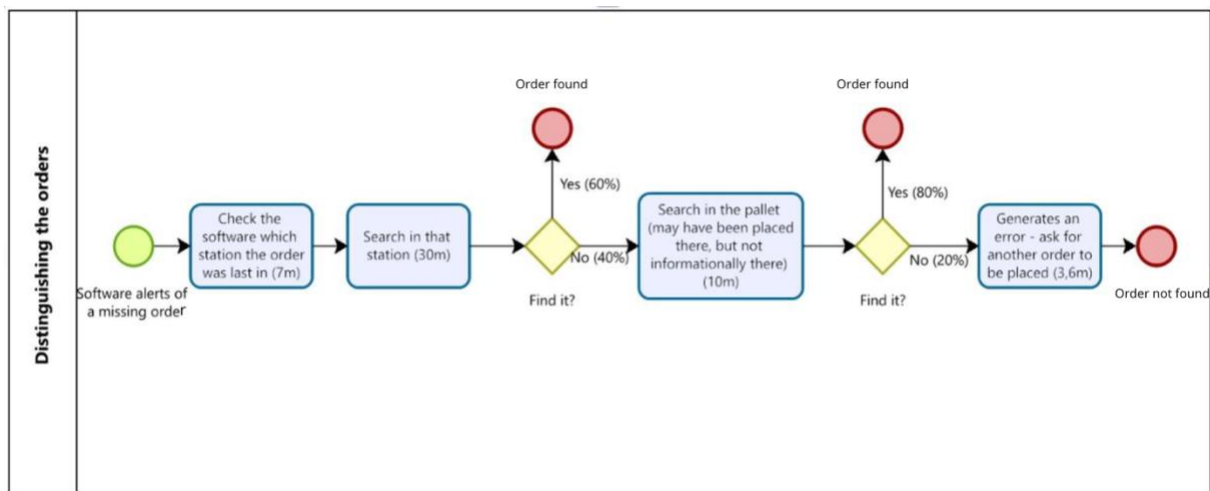 Distinguishing the orders
Software alerts of
a missing order
Check the
software which
station the order
was last in (7m)
Search in that
station (30m)
Order found
Yes (60%)
No (40%)
Find it?
Search in the pallet
(may have been placed
there, but not
informationally there)
(10m)
Order found
Yes (80%)
No (20%)
Find it?
Generates an
error - ask for
another order to
be placed (3,6m)
Order not found